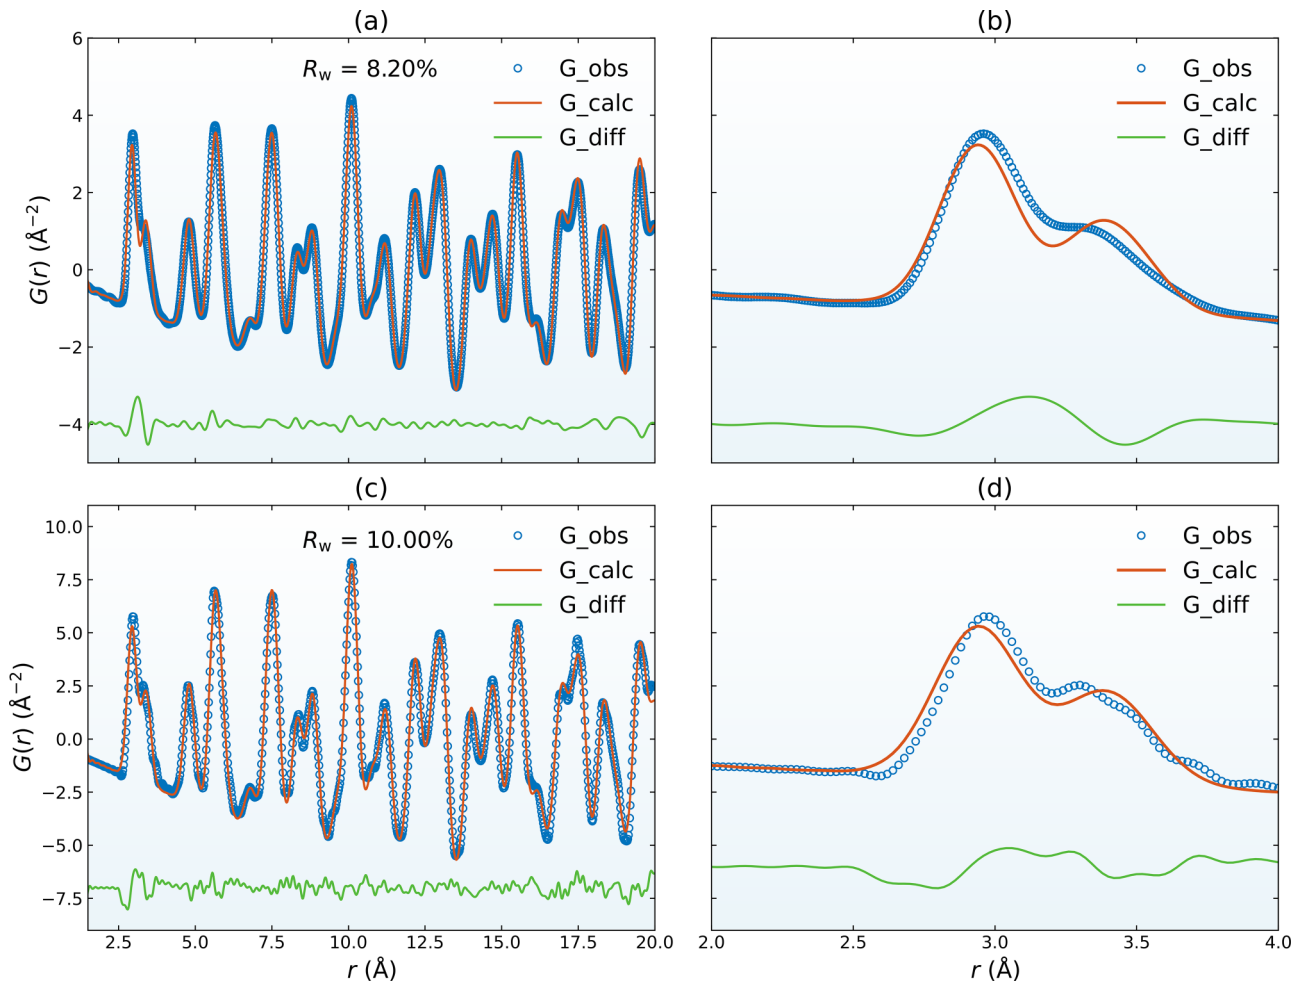 (a)
(b)
6
4
2
0
−2
−4
G(r) (Å⁻²)
R_w = 8.20%
G_obs
G_calc
G_diff
G_obs
G_calc
G_diff
(c)
(d)
10.0
7.5
5.0
2.5
0.0
−2.5
−5.0
−7.5
G(r) (Å⁻²)
R_w = 10.00%
G_obs
G_calc
G_diff
G_obs
G_calc
G_diff
2.5 5.0 7.5 10.0 12.5 15.0 17.5 20.0
2.0 2.5 3.0 3.5 4.0
r (Å)
r (Å)